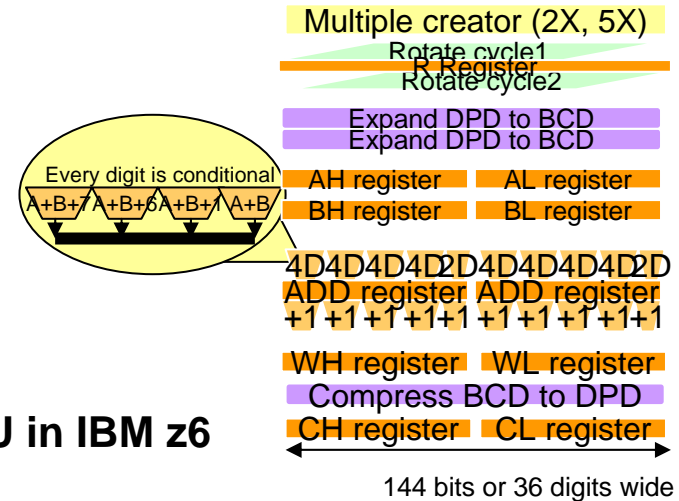 Multiple creator (2X, 5X)
Rotate cycle1
R Register
Rotate cycle2
Expand DPD to BCD
Expand DPD to BCD
Every digit is conditional
A+B+7 A+B+6 A+B+1 A+B
AH register AL register
BH register BL register
4D 4D 4D 4D 2D 4D 4D 4D 4D 2D
ADD register ADD register
+1 +1 +1 +1 +1 +1 +1 +1 +1 +1
WH register WL register
Compress BCD to DPD
U in IBM z6
CH register CL register
144 bits or 36 digits wide